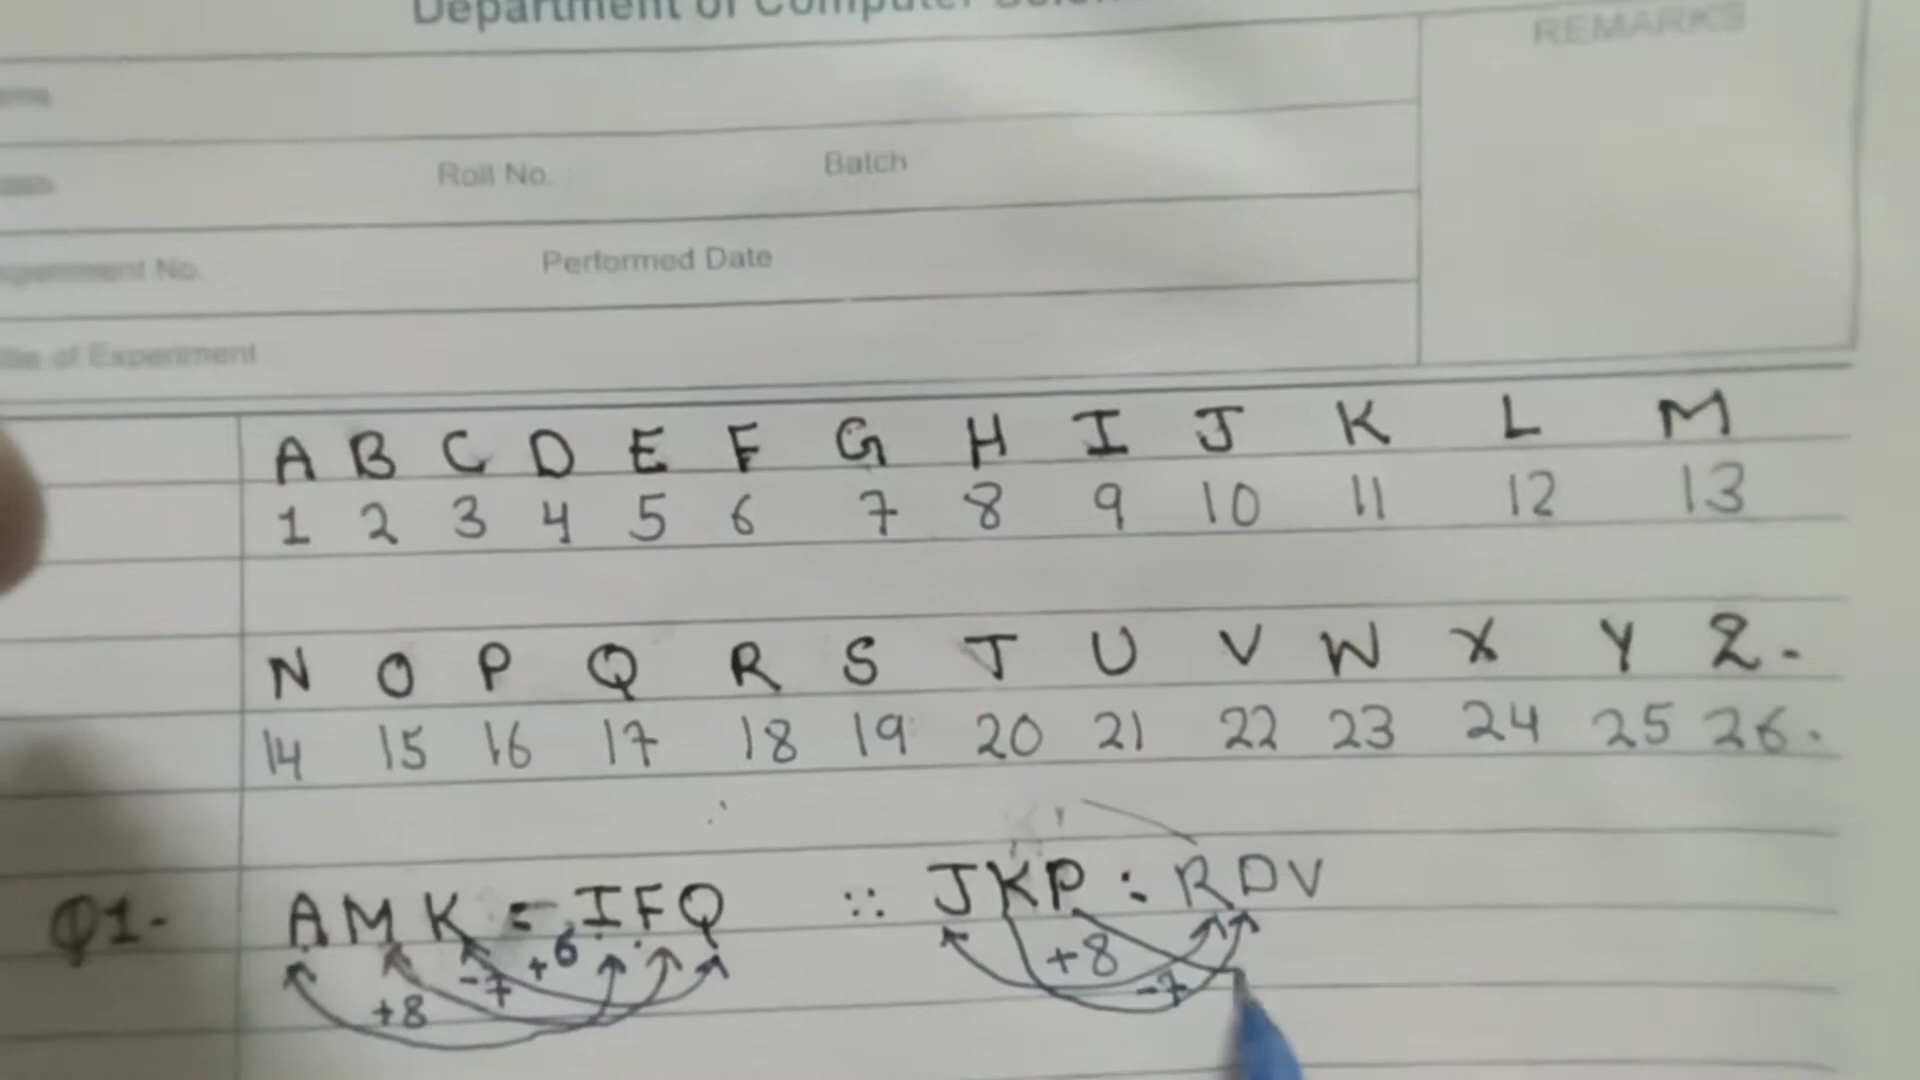 Department of Computer
REMARKS
Roll No.
Batch
Performed Date
of Experiment
A B C D E F G H I J K L M
1 2 3 4 5 6 7 8 9 10 11 12 13
N O P Q R S T U V W X Y Z.
14 15 16 17 18 19 20 21 22 23 24 25 26.
Q1- AMK = IFQ :: JKP : RDV
+8 -7 +6 +8 -7